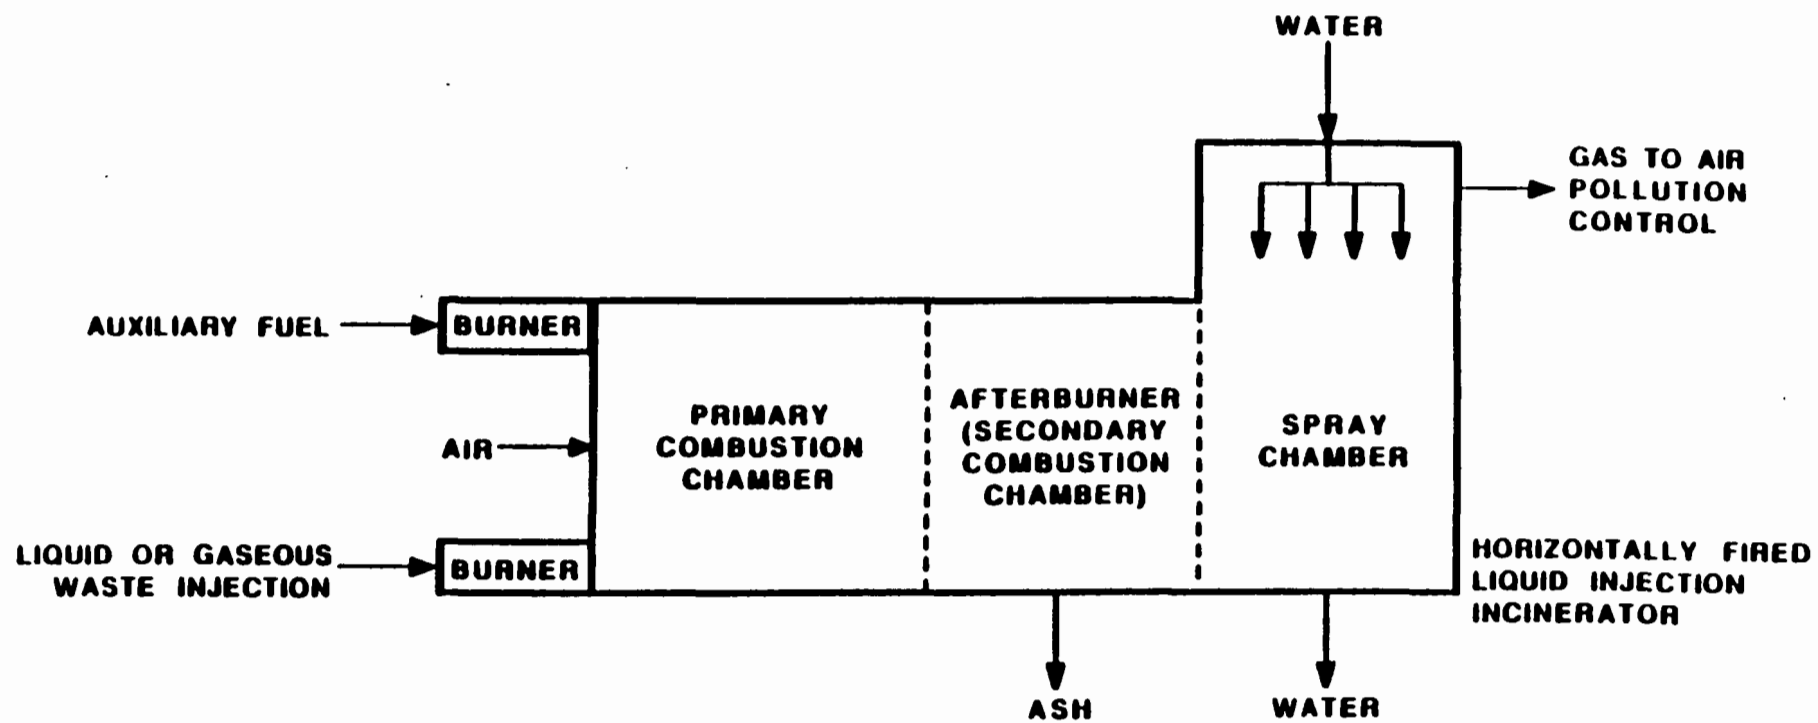 WATER
GAS TO AIR
POLLUTION
CONTROL
AUXILIARY FUEL
BURNER
AIR
PRIMARY
COMBUSTION
CHAMBER
AFTERBURNER
(SECONDARY
COMBUSTION
CHAMBER)
SPRAY
CHAMBER
LIQUID OR GASEOUS
WASTE INJECTION
BURNER
HORIZONTALLY FIRED
LIQUID INJECTION
INCINERATOR
ASH
WATER